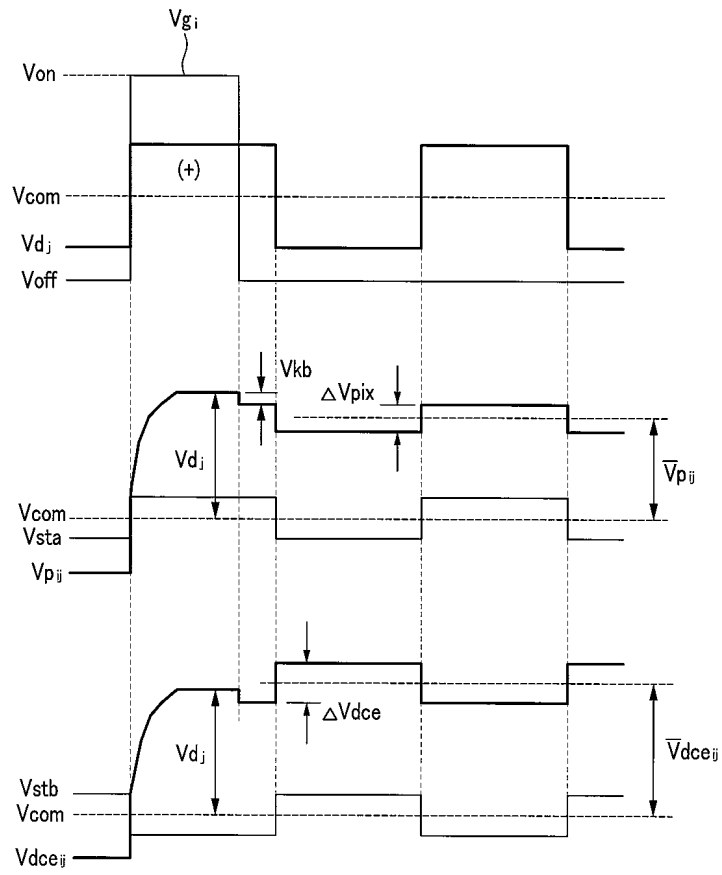 Vgi
Von
(+)
Vcom
Vdj
Voff
Vkb
△Vpix
Vdj
V̅pij
Vcom
Vsta
Vpij
△Vdce
Vdj
V̅dceij
Vstb
Vcom
Vdceij